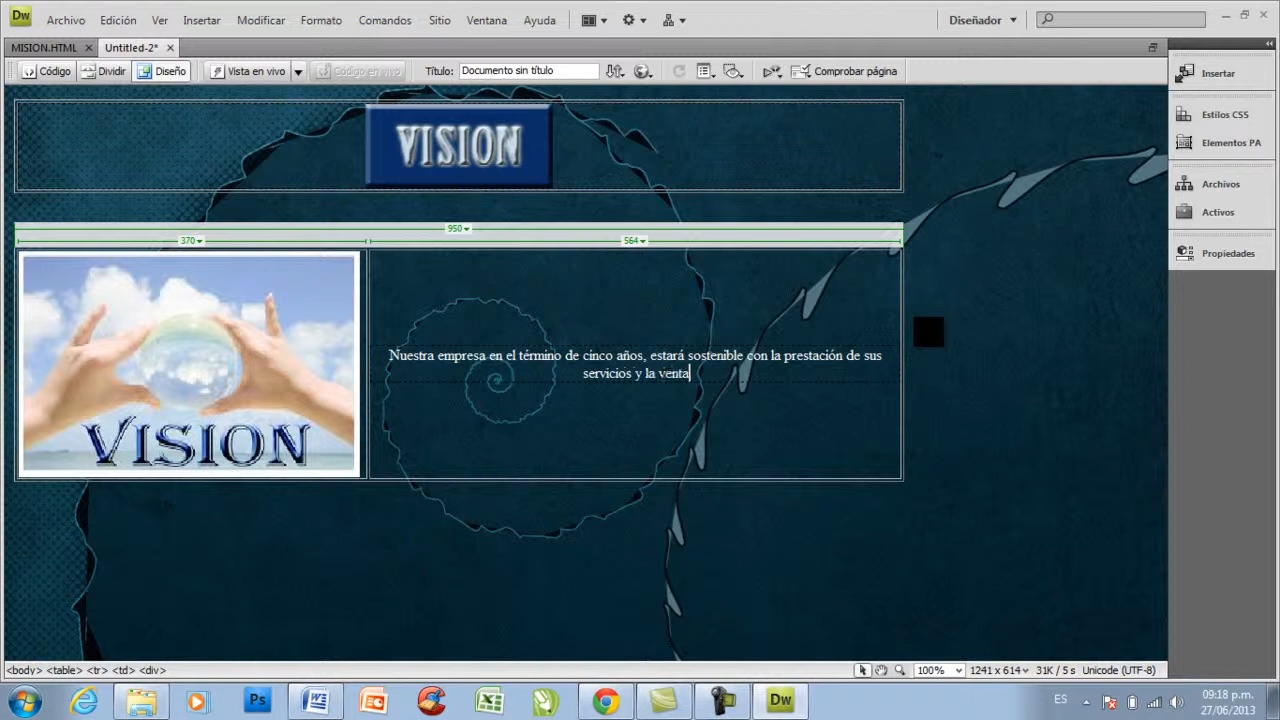 Dw Archivo Edición Ver Insertar Modificar Formato Comandos Sitio Ventana Ayuda Diseñador
MISION.HTML Untitled-2*
Código Dividir Diseño Vista en vivo Código en vivo Título: Documento sin título Comprobar página
Insertar
Estilos CSS
Elementos PA
Archivos
Activos
Propiedades
VISION
950
370 564
Nuestra empresa en el término de cinco años, estará sostenible con la prestación de sus
servicios y la venta
VISION
<body> <table> <tr> <td> <div> 100% 1241 x 614 31K / 5 s Unicode (UTF-8)
Ps Dw ES 09:18 p.m.
27/06/2013